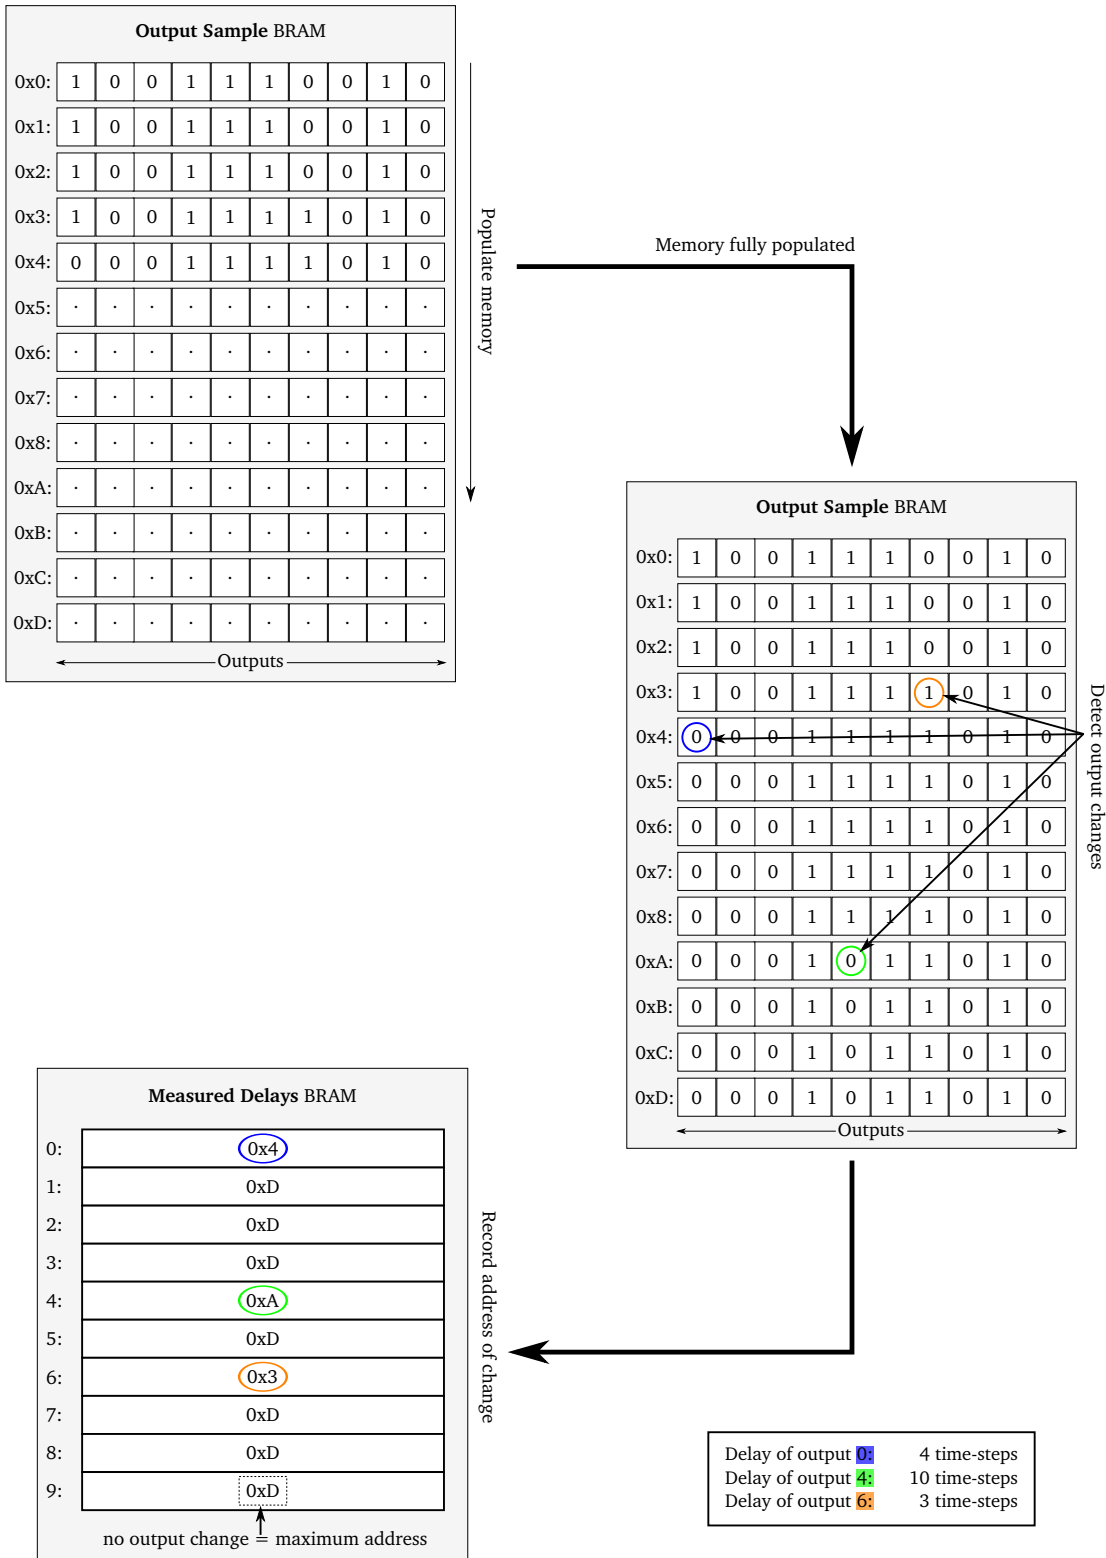 Output Sample BRAM
0x0: 1 0 0 1 1 1 0 0 1 0
0x1: 1 0 0 1 1 1 0 0 1 0
0x2: 1 0 0 1 1 1 0 0 1 0
0x3: 1 0 0 1 1 1 1 0 1 0
0x4: 0 0 0 1 1 1 1 0 1 0
0x5: · · · · · · · · · ·
0x6: · · · · · · · · · ·
0x7: · · · · · · · · · ·
0x8: · · · · · · · · · ·
0xA: · · · · · · · · · ·
0xB: · · · · · · · · · ·
0xC: · · · · · · · · · ·
0xD: · · · · · · · · · ·
Outputs
Populate memory
Memory fully populated
Output Sample BRAM
0x0: 1 0 0 1 1 1 0 0 1 0
0x1: 1 0 0 1 1 1 0 0 1 0
0x2: 1 0 0 1 1 1 0 0 1 0
0x3: 1 0 0 1 1 1 1 0 1 0
0x4: 0 0 0 1 1 1 1 0 1 0
0x5: 0 0 0 1 1 1 1 0 1 0
0x6: 0 0 0 1 1 1 1 0 1 0
0x7: 0 0 0 1 1 1 1 0 1 0
0x8: 0 0 0 1 1 1 1 0 1 0
0xA: 0 0 0 1 0 1 1 0 1 0
0xB: 0 0 0 1 0 1 1 0 1 0
0xC: 0 0 0 1 0 1 1 0 1 0
0xD: 0 0 0 1 0 1 1 0 1 0
Outputs
Detect output changes
Measured Delays BRAM
0: 0x4
1: 0xD
2: 0xD
3: 0xD
4: 0xA
5: 0xD
6: 0x3
7: 0xD
8: 0xD
9: 0xD
no output change = maximum address
Record address of change
Delay of output 0: 4 time-steps
Delay of output 4: 10 time-steps
Delay of output 6: 3 time-steps